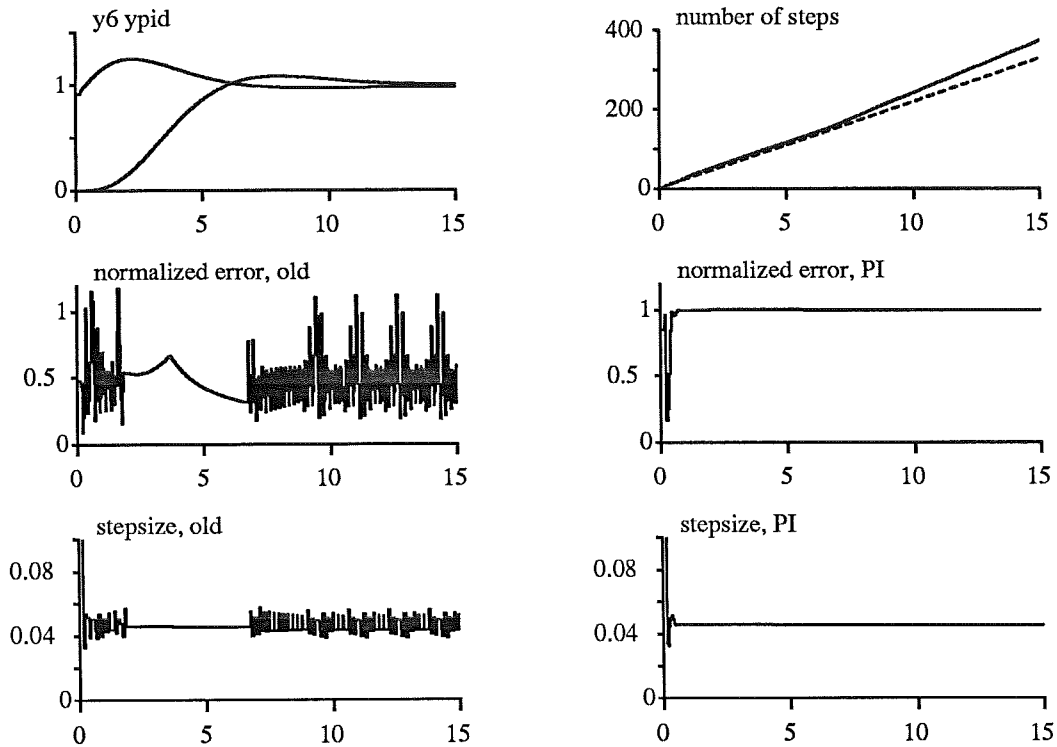 y6 ypid
1
0
0 5 10 15
number of steps
400
200
0
0 5 10 15
normalized error, old
1
0.5
0
0 5 10 15
normalized error, PI
1
0.5
0
0 5 10 15
stepsize, old
0.08
0.04
0
0 5 10 15
stepsize, PI
0.08
0.04
0
0 5 10 15